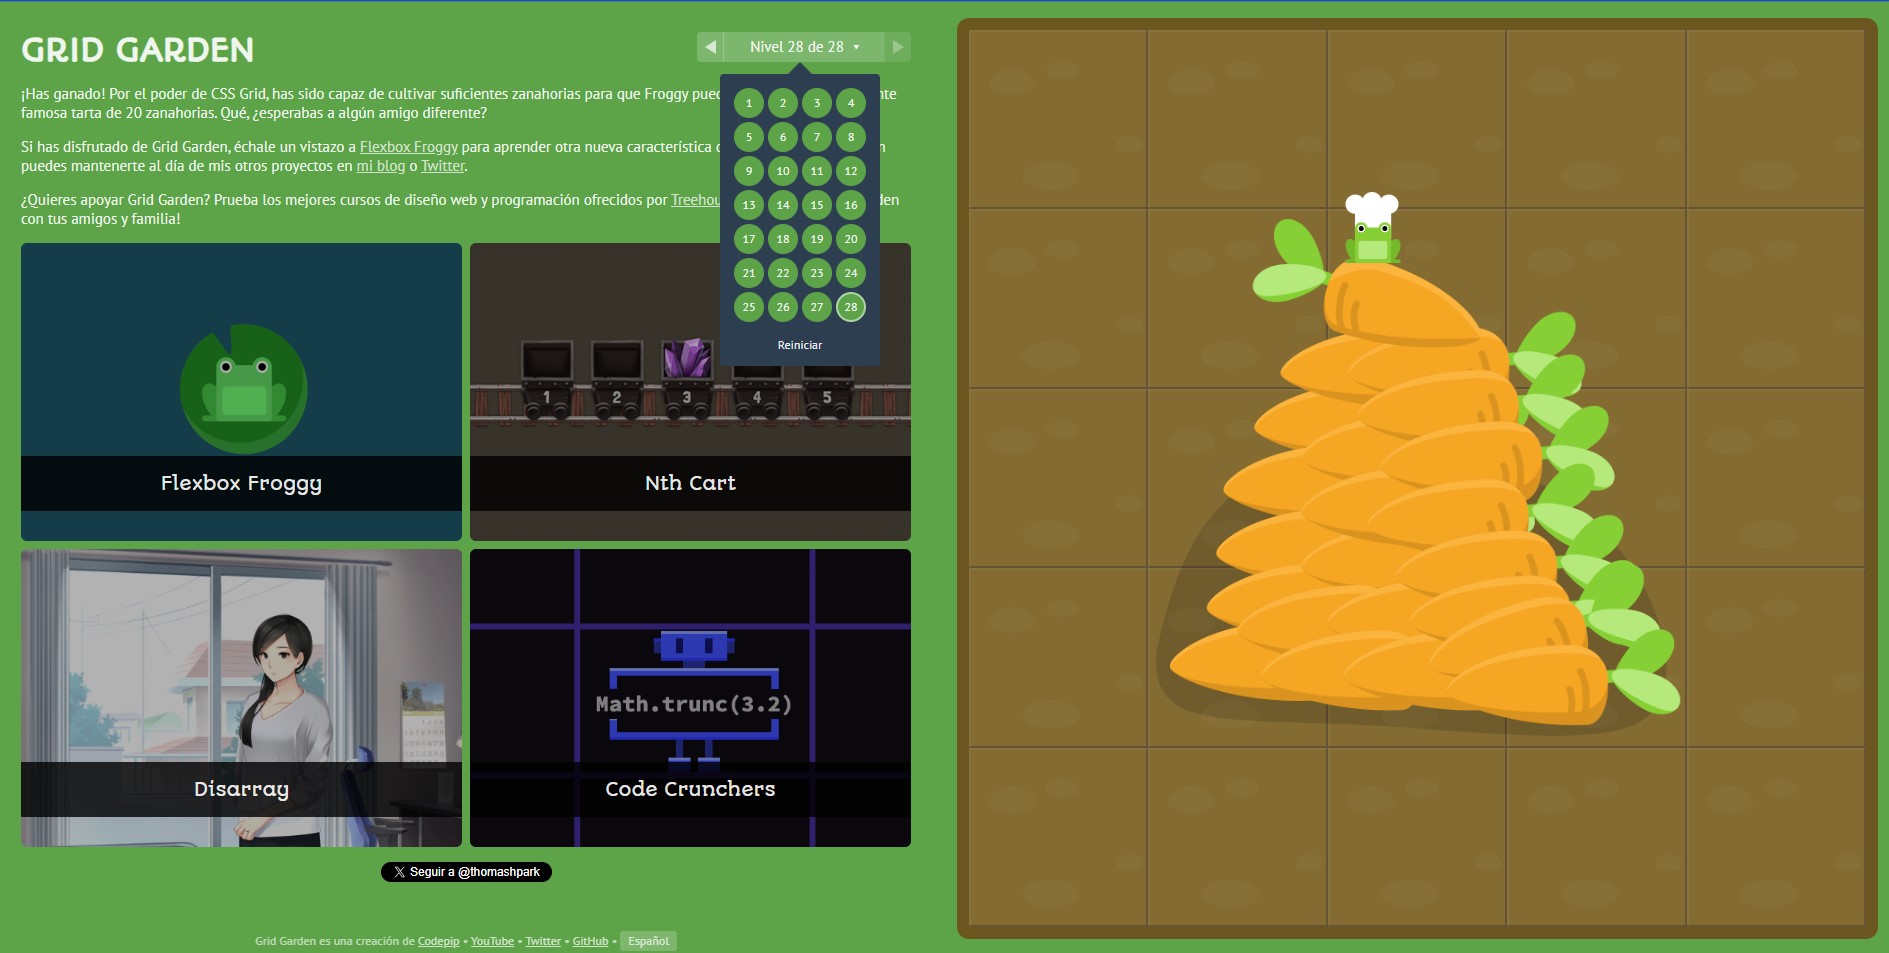 GRID GARDEN
Nivel 28 de 28
¡Has ganado! Por el poder de CSS Grid, has sido capaz de cultivar suficientes zanahorias para que Froggy
famosa tarta de 20 zanahorias. Qué, ¿esperabas a algún amigo diferente?
Si has disfrutado de Grid Garden, échale un vistazo a Flexbox Froggy para aprender otra nueva característica
puedes mantenerte al día de mis otros proyectos en mi blog o Twitter.
¿Quieres apoyar Grid Garden? Prueba los mejores cursos de diseño web y programación ofrecidos por
con tus amigos y familia!
1 2 3 4
5 6 7 8
9 10 11 12
13 14 15 16
17 18 19 20
21 22 23 24
25 26 27 28
Reiniciar
1 2 3 4 5
Flexbox Froggy
Nth Cart
Math.trunc(3.2)
Disarray
Code Crunchers
Seguir a @thomashpark
Grid Garden es una creación de Codepip • YouTube • Twitter • GitHub • Español